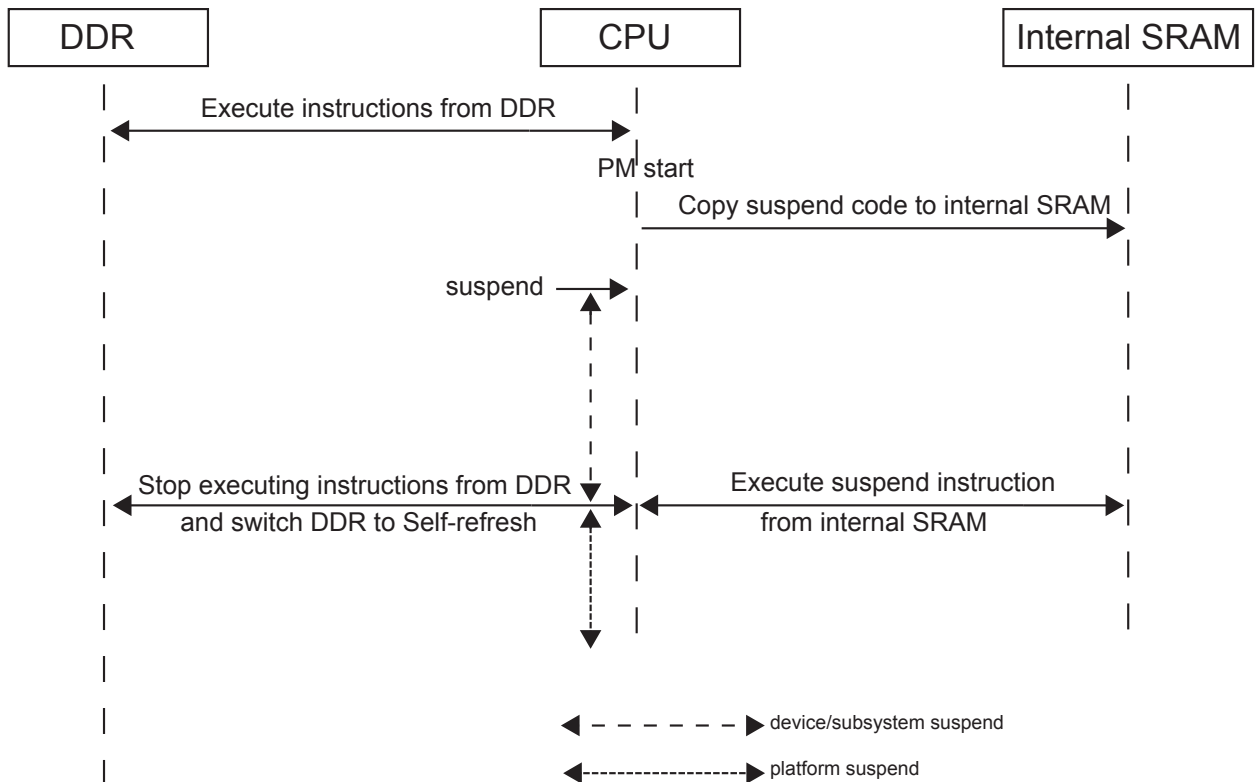 DDR
CPU
Internal SRAM
Execute instructions from DDR
PM start
Copy suspend code to internal SRAM
suspend
Stop executing instructions from DDR
and switch DDR to Self-refresh
Execute suspend instruction
from internal SRAM
device/subsystem suspend
platform suspend